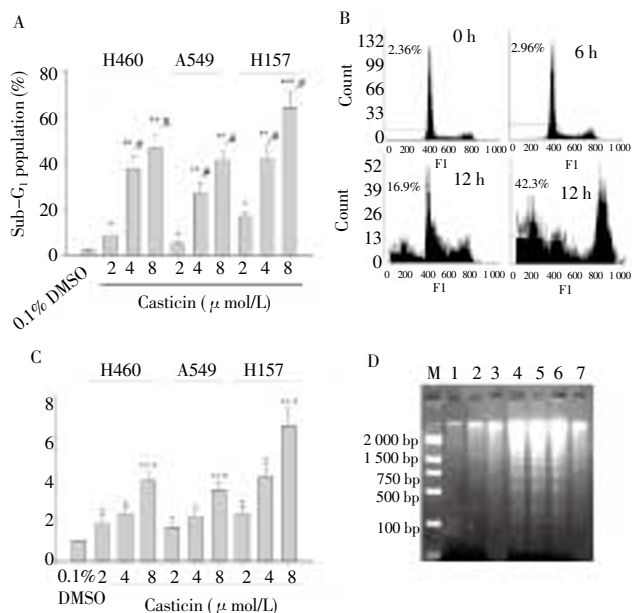 A
H460 A549 H157
Sub-G1 population (%)
80
60
40
20
0
0.1% DMSO
2 4 8 2 4 8 2 4 8
Casticin ( μ mol/L)
B
Count
132
99
66
33
0
2.36%
0 h
0 200 400 600 800 1 000
F1
2.96%
6 h
0 200 400 600 800 1 000
F1
Count
52
39
26
13
0
16.9%
12 h
0 200 400 600 800 1 000
F1
42.3%
12 h
0 200 400 600 800 1 000
F1
C
H460 A549 H157
8
6
4
2
0
0.1%
DMSO
2 4 8 2 4 8 2 4 8
Casticin ( μ mol/L)
D
M 1 2 3 4 5 6 7
2 000 bp
1 500 bp
750 bp
500 bp
100 bp